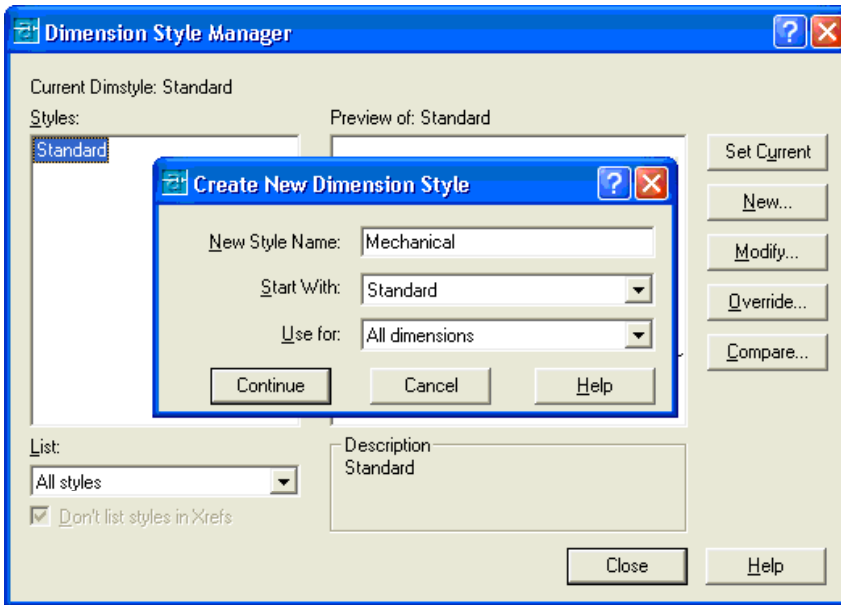 Dimension Style Manager
Current Dimstyle: Standard
Styles:
Preview of: Standard
Standard
Set Current
New...
Modify...
Override...
Compare...
Create New Dimension Style
New Style Name: Mechanical
Start With: Standard
Use for: All dimensions
Continue
Cancel
Help
List:
All styles
Don't list styles in Xrefs
Description
Standard
Close
Help